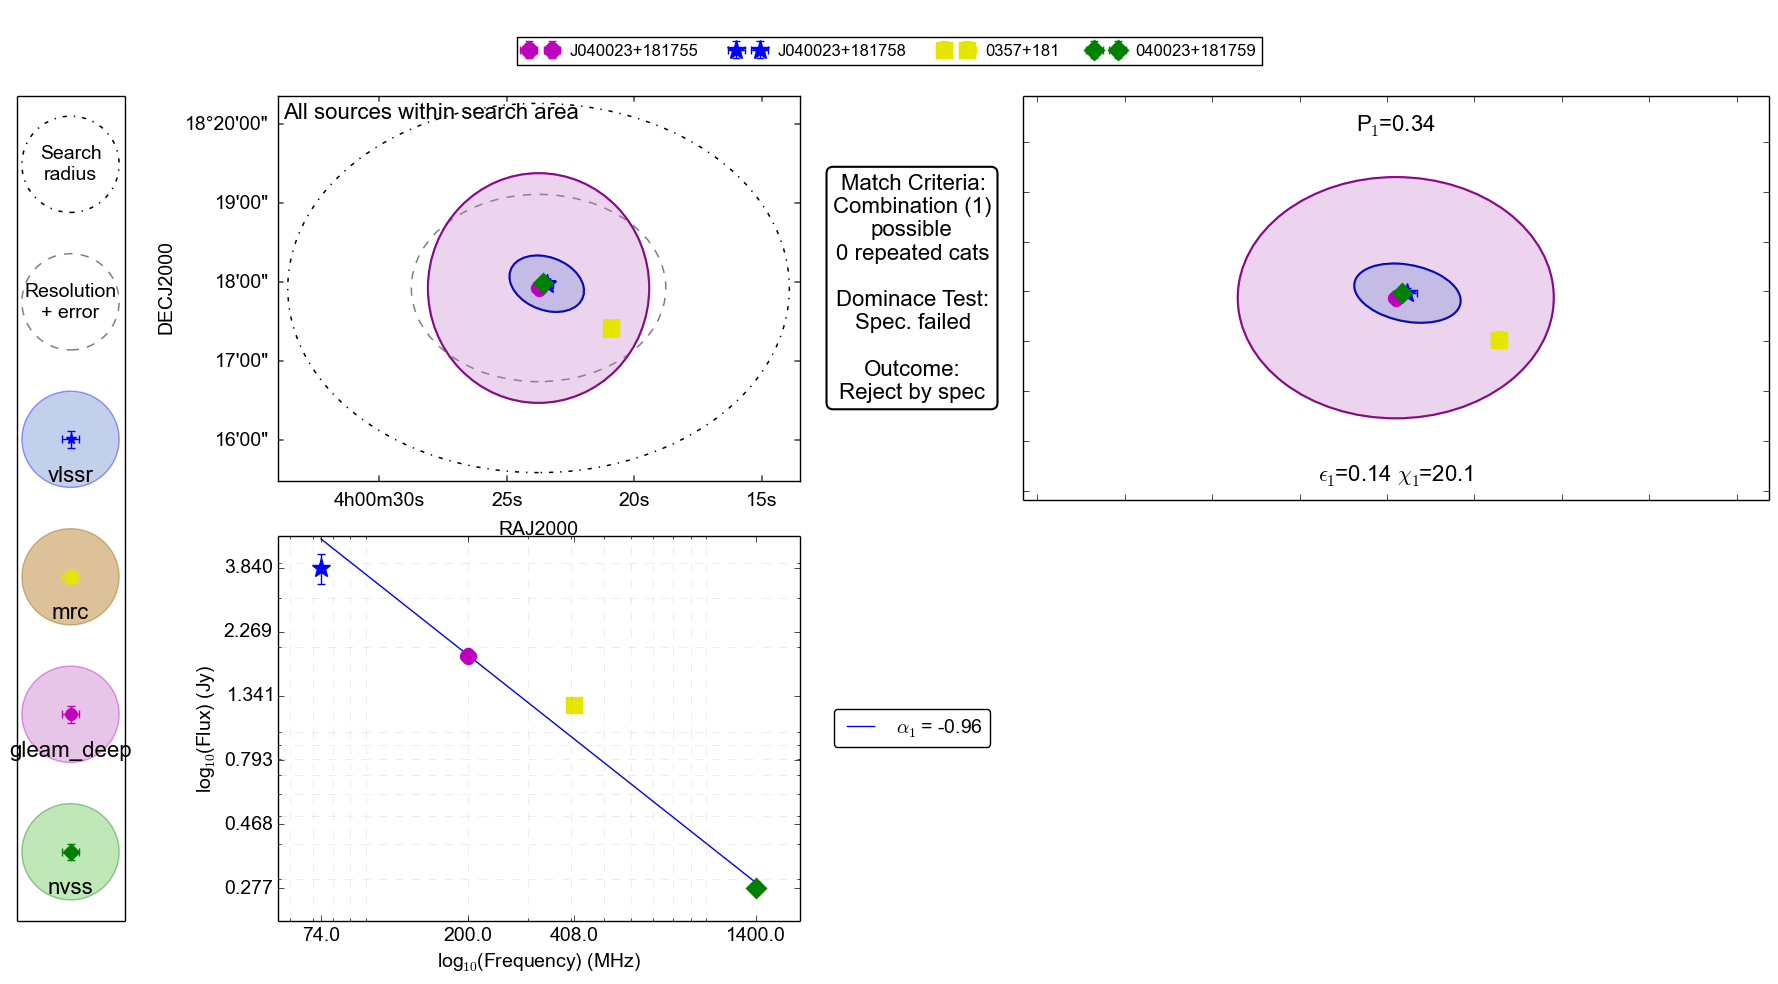 J040023+181755 J040023+181758 0357+181 040023+181759
Search
radius
Resolution
+ error
vlssr
mrc
gleam_deep
nvss
All sources within search area
DECJ2000
18°20'00"
19'00"
18'00"
17'00"
16'00"
4h00m30s 25s 20s 15s
RAJ2000
Match Criteria:
Combination (1)
possible
0 repeated cats
Dominace Test:
Spec. failed
Outcome:
Reject by spec
P₁=0.34
ϵ₁=0.14 χ₁=20.1
log₁₀(Flux) (Jy)
3.840
2.269
1.341
0.793
0.468
0.277
74.0 200.0 408.0 1400.0
log₁₀(Frequency) (MHz)
α₁ = -0.96